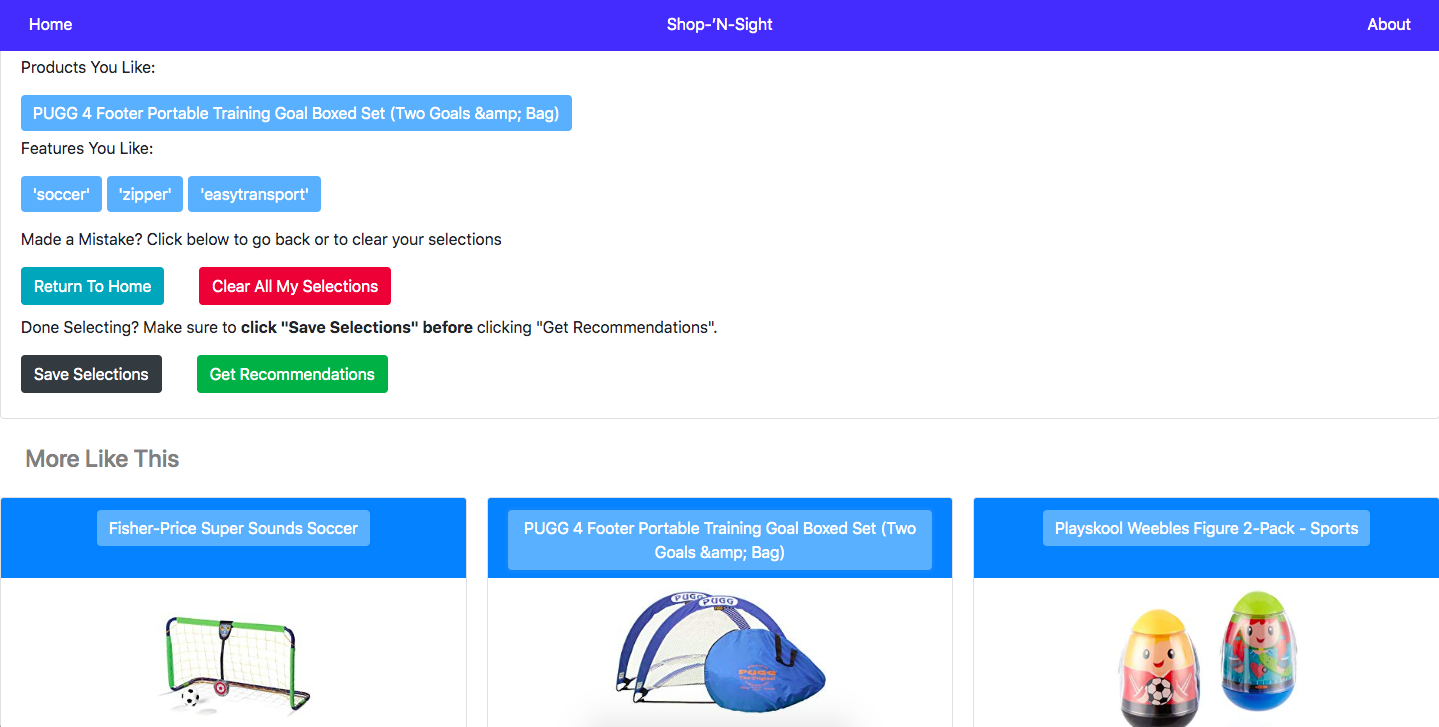 Home Shop-'N-Sight About
Products You Like:
PUGG 4 Footer Portable Training Goal Boxed Set (Two Goals &amp; Bag)
Features You Like:
'soccer' 'zipper' 'easytransport'
Made a Mistake? Click below to go back or to clear your selections
Return To Home Clear All My Selections
Done Selecting? Make sure to click "Save Selections" before clicking "Get Recommendations".
Save Selections Get Recommendations
More Like This
Fisher-Price Super Sounds Soccer
PUGG 4 Footer Portable Training Goal Boxed Set (Two
Goals &amp; Bag)
Playskool Weebles Figure 2-Pack - Sports
PUGG PUGG
PUGG